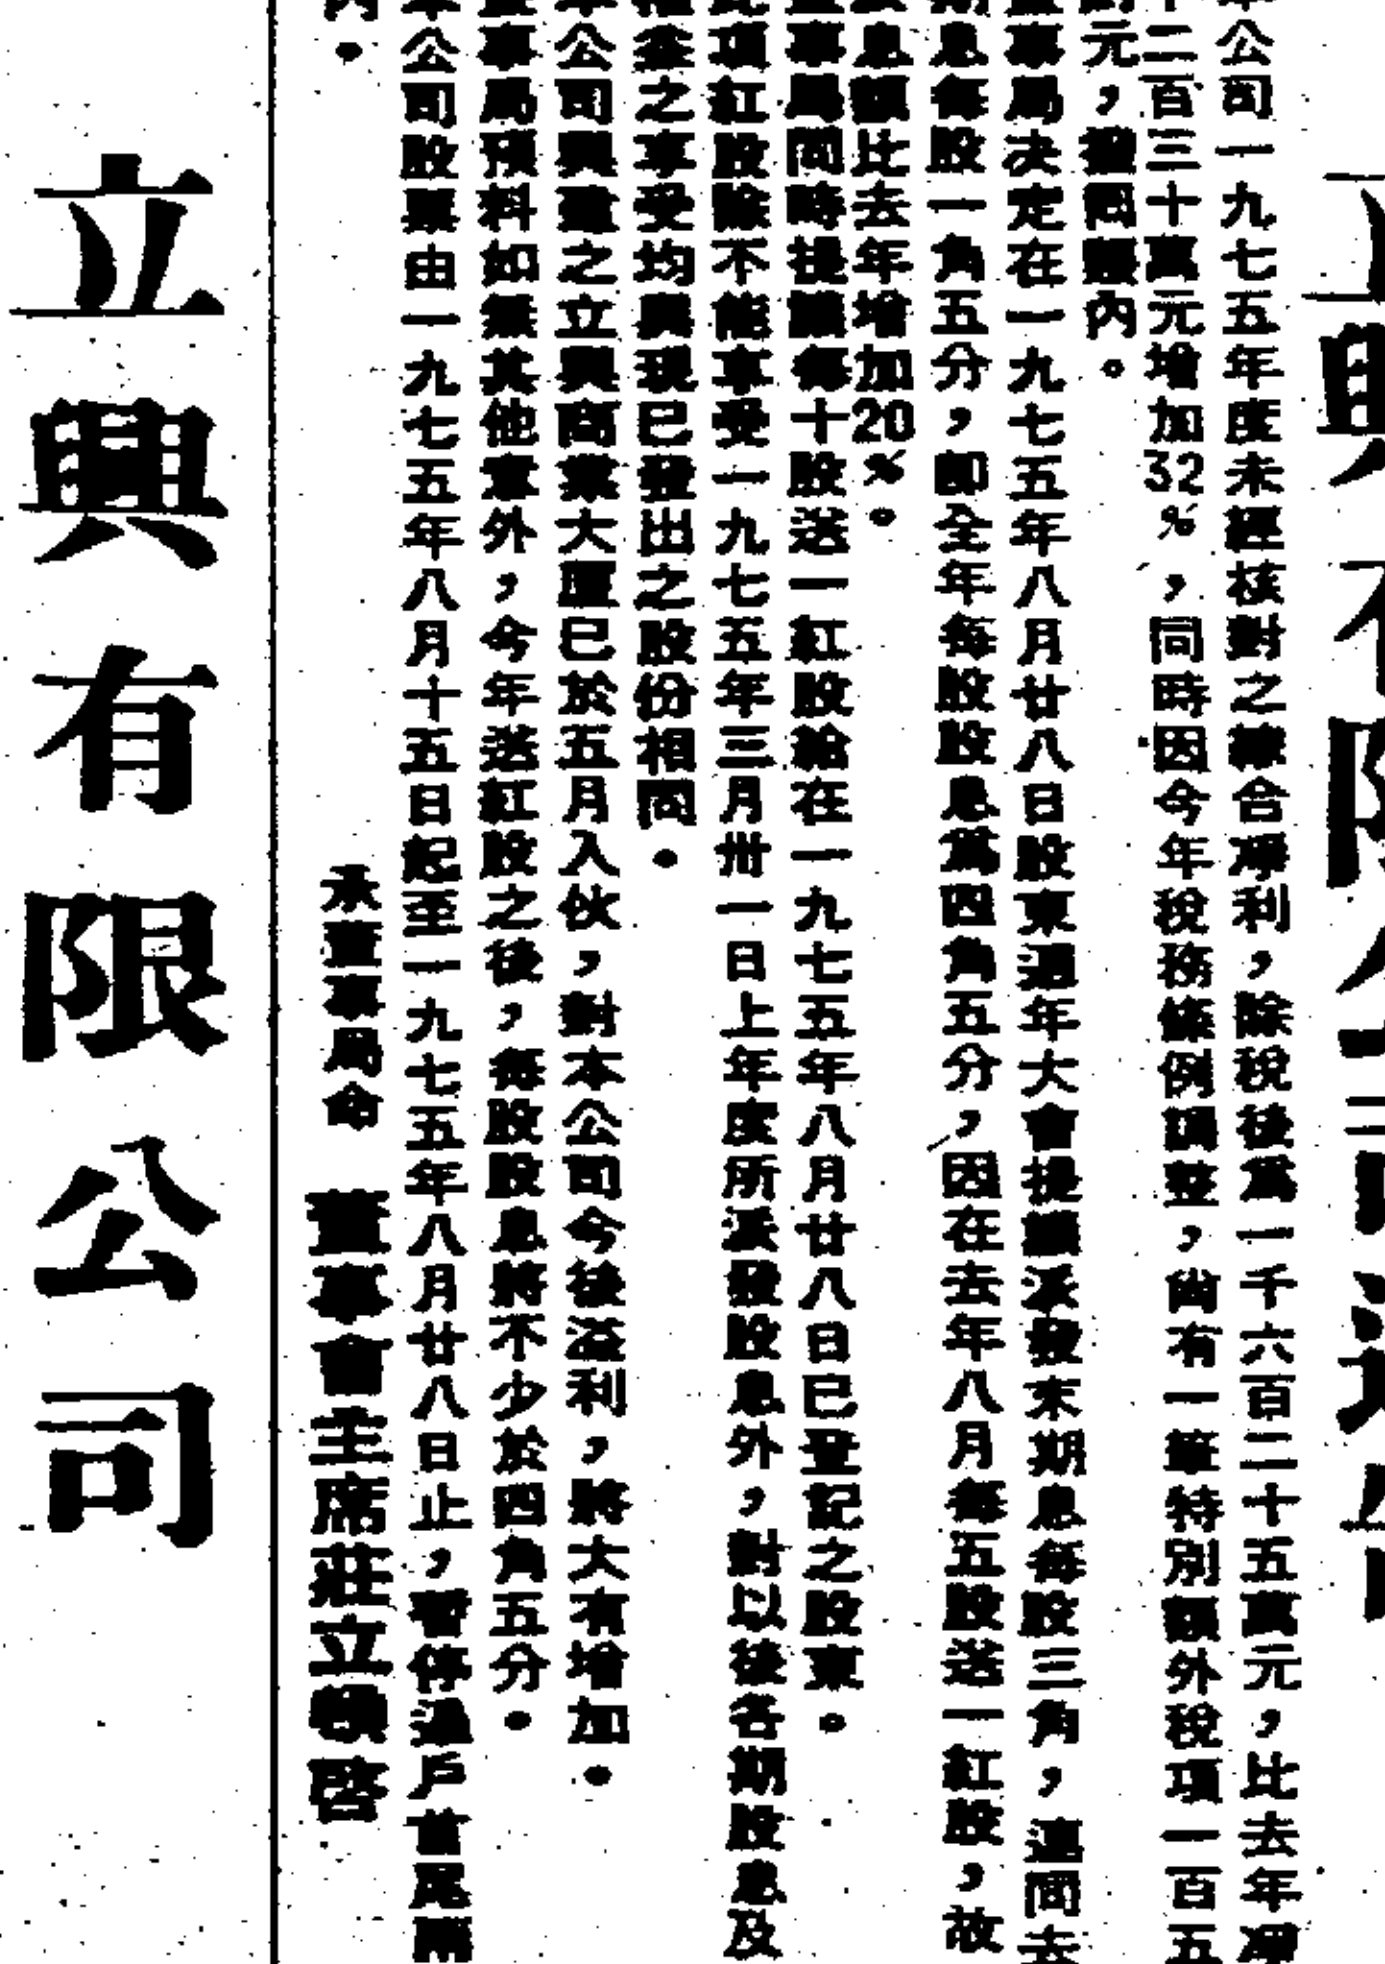 立興有限公司
本公司一九七五年度未經核對之綜合淨利，除稅後為一千六百二十五萬元，比去年淨
二百三十萬元增加32%，同時因今年稅務條例調整，尚有一筆特別額外稅項一百五
元，包內。
董事局決定在一九七五年八月廿八日股東週年大會提議派發末期息每股三角，連同去
期息每股一角五分，即全年每股股息為四角五分，因在去年八月每五股送一紅股，故
息額比去年增加20%。
董事局同時提議每十股送一紅股給在一九七五年八月廿八日已登記之股東。
此項紅股除不能享受一九七五年三月卅一日上年度所派發股息外，對以後各期股息及
權益之享受均與現已發出之股份相同。
本公司興建之立興商業大廈已於五月入伙，對本公司今後溢利，將大有增加。
董事局預料如無其他意外，今年送紅股之後，每股股息將不少於四角五分。
本公司股票由一九七五年八月十五日起至一九七五年八月廿八日止，暫停過戶首尾兩
內。
承董事局命 董事會主席莊立啓
立興有限公司